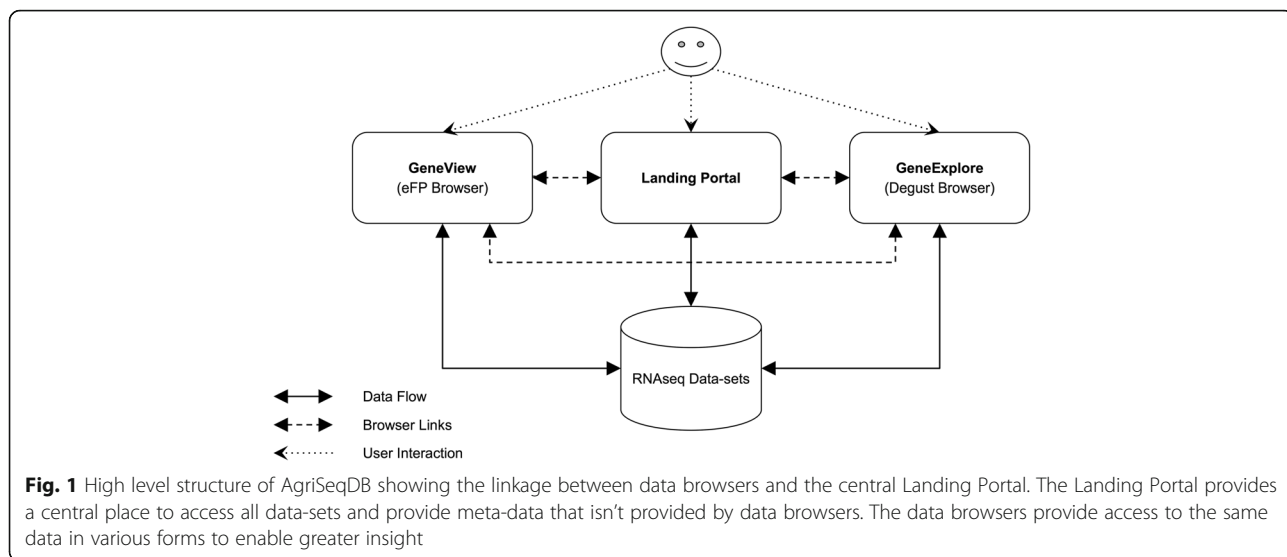 GeneView
(eFP Browser)
Landing Portal
GeneExplore
(Degust Browser)
RNAseq Data-sets
Data Flow
Browser Links
User Interaction
Fig. 1 High level structure of AgriSeqDB showing the linkage between data browsers and the central Landing Portal. The Landing Portal provides
a central place to access all data-sets and provide meta-data that isn’t provided by data browsers. The data browsers provide access to the same
data in various forms to enable greater insight